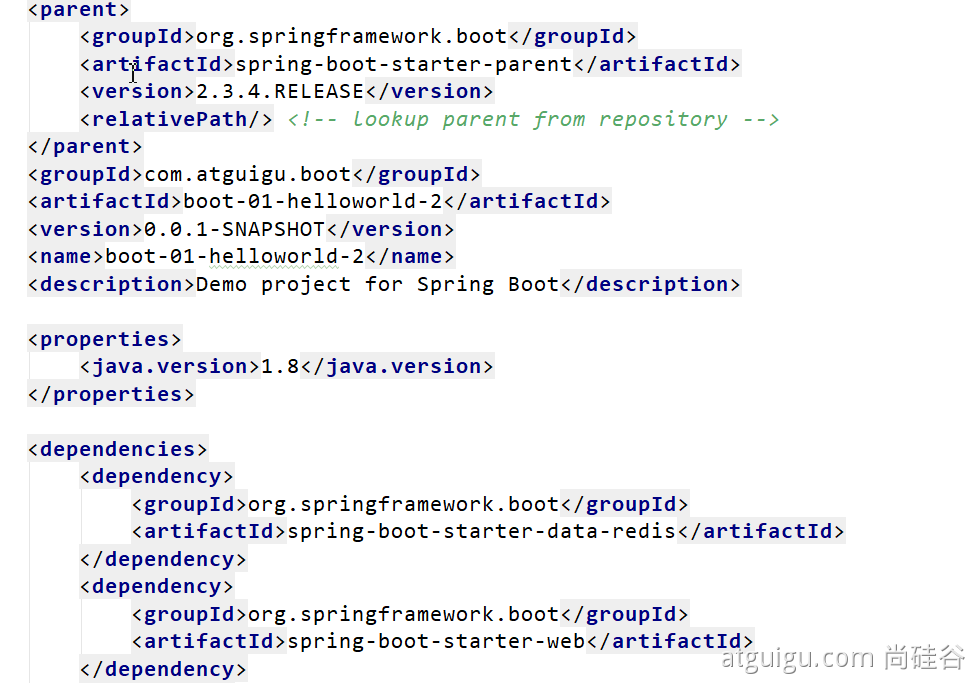 <parent>
<groupId>org.springframework.boot</groupId>
<artifactId>spring-boot-starter-parent</artifactId>
<version>2.3.4.RELEASE</version>
<relativePath/> <!-- lookup parent from repository -->
</parent>
<groupId>com.atguigu.boot</groupId>
<artifactId>boot-01-helloworld-2</artifactId>
<version>0.0.1-SNAPSHOT</version>
<name>boot-01-helloworld-2</name>
<description>Demo project for Spring Boot</description>
<properties>
<java.version>1.8</java.version>
</properties>
<dependencies>
<dependency>
<groupId>org.springframework.boot</groupId>
<artifactId>spring-boot-starter-data-redis</artifactId>
</dependency>
<dependency>
<groupId>org.springframework.boot</groupId>
<artifactId>spring-boot-starter-web</artifactId>
</dependency>
atguigu.com 尚硅谷